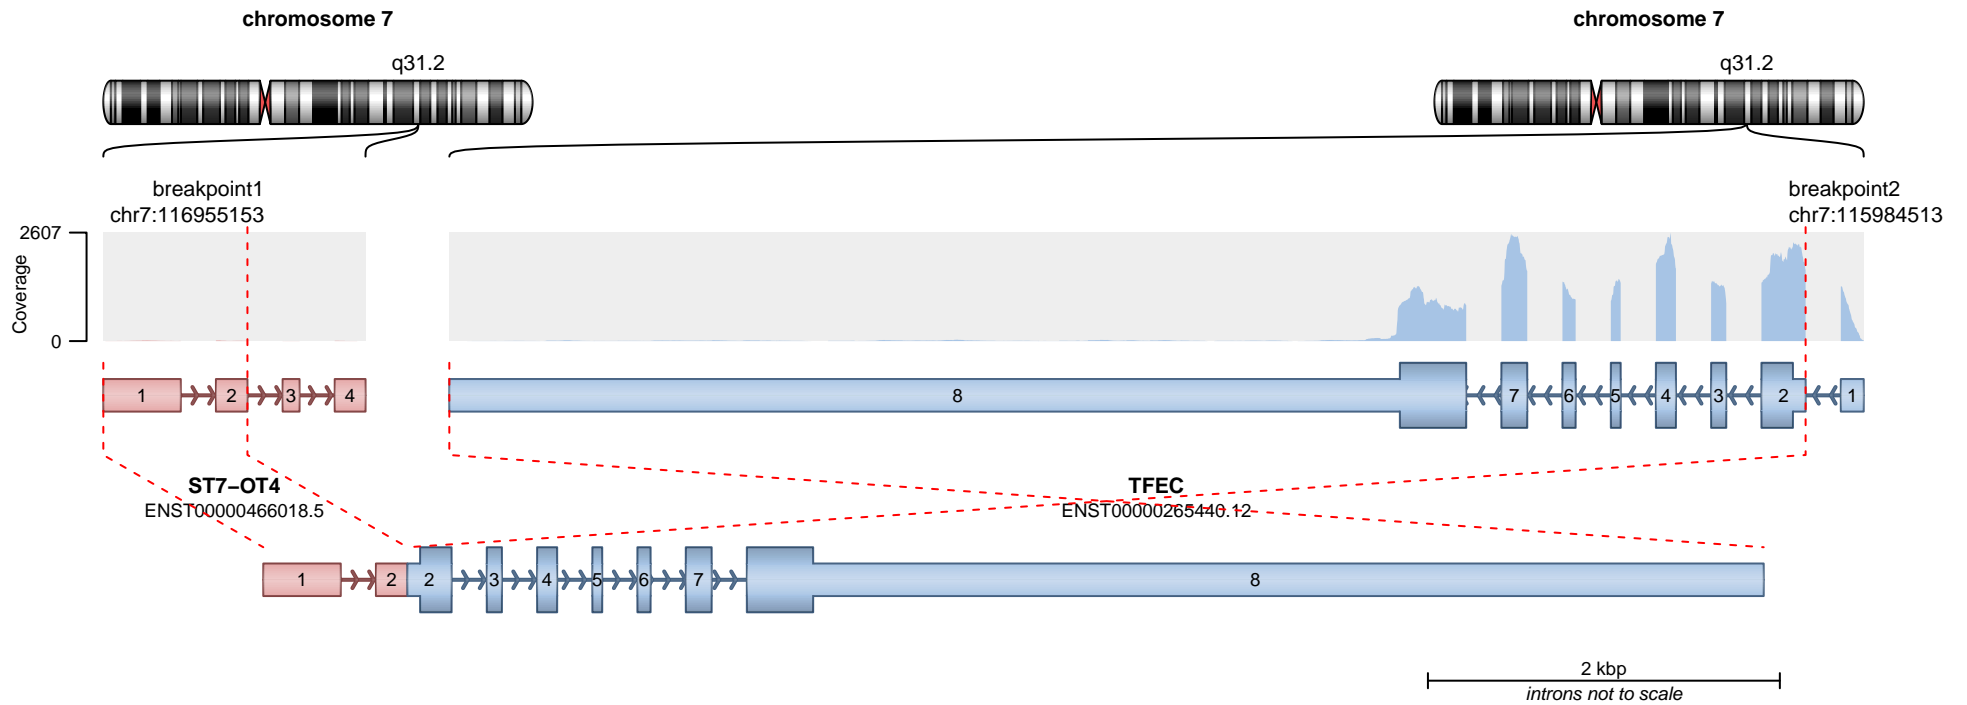 chromosome 7
chromosome 7
q31.2
q31.2
breakpoint1
chr7:116955153
breakpoint2
chr7:115984513
2607
Coverage
0
1 2 3 4
8 7 6 5 4 3 2 1
ST7−OT4
ENST00000466018.5
TFEC
ENST00000265440.12
1 2 2 3 4 5 6 7 8
2 kbp
introns not to scale